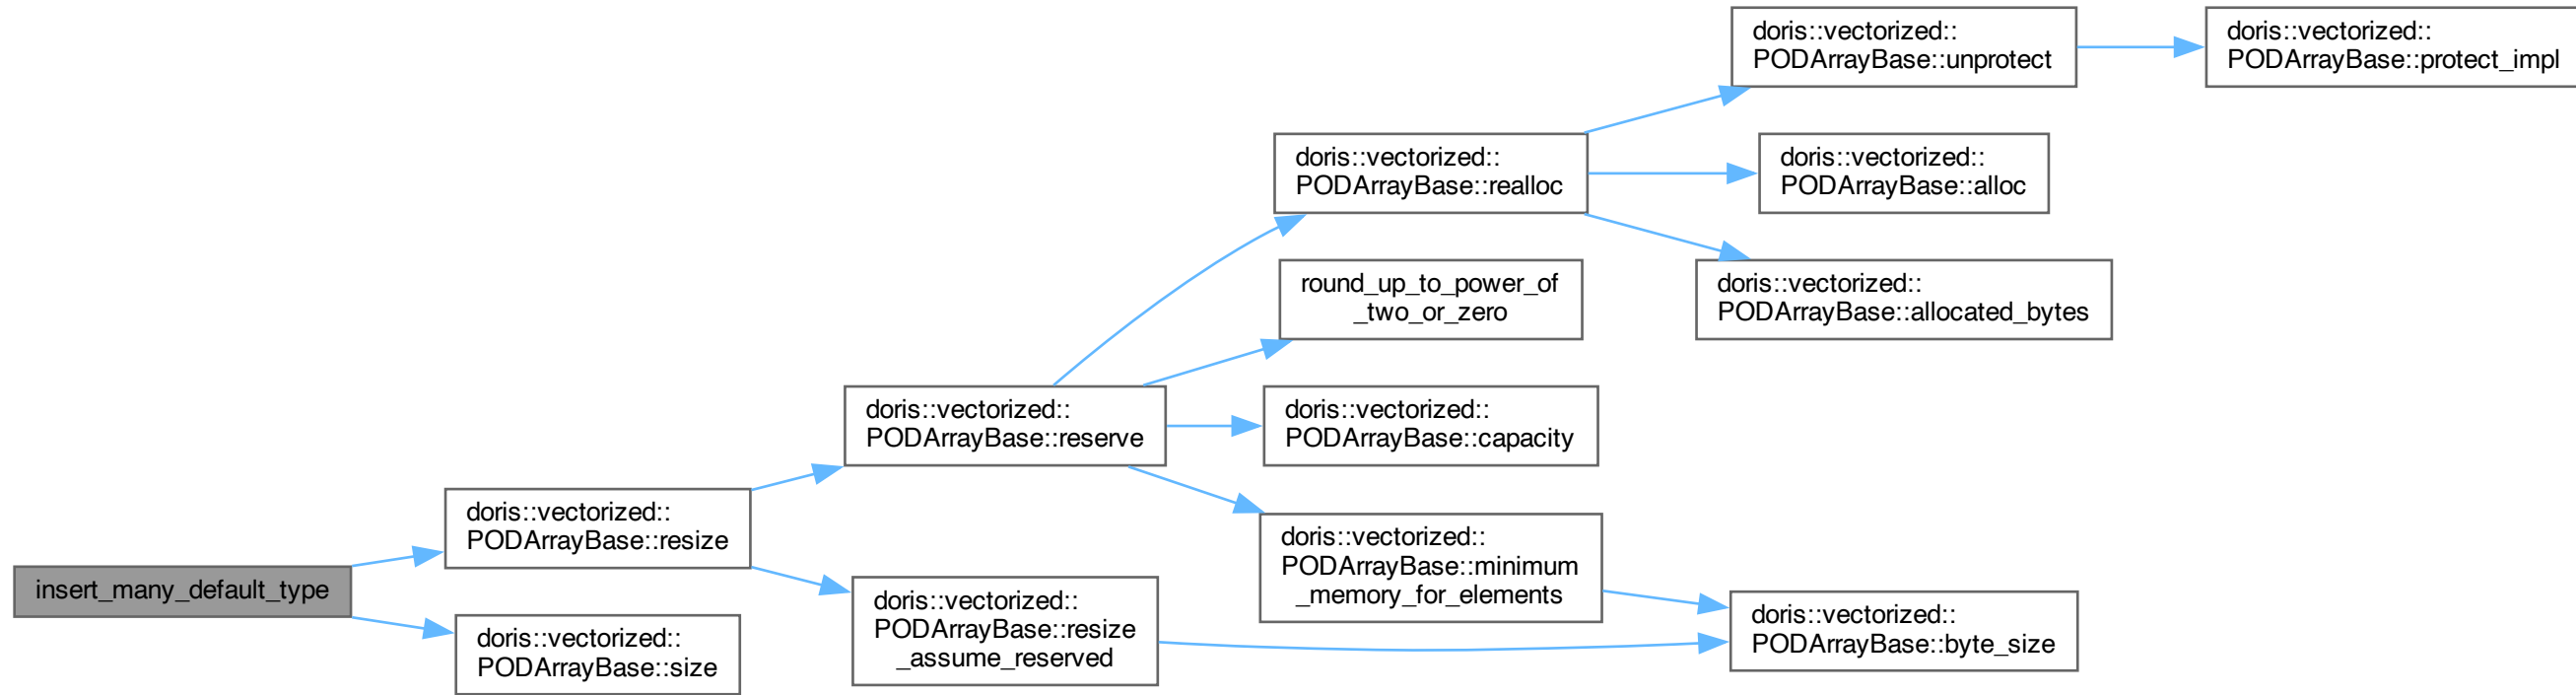 doris::vectorized::
PODArrayBase::unprotect
doris::vectorized::
PODArrayBase::protect_impl
doris::vectorized::
PODArrayBase::realloc
doris::vectorized::
PODArrayBase::alloc
round_up_to_power_of
_two_or_zero
doris::vectorized::
PODArrayBase::allocated_bytes
doris::vectorized::
PODArrayBase::reserve
doris::vectorized::
PODArrayBase::capacity
doris::vectorized::
PODArrayBase::resize
doris::vectorized::
PODArrayBase::minimum
_memory_for_elements
insert_many_default_type
doris::vectorized::
PODArrayBase::resize
_assume_reserved
doris::vectorized::
PODArrayBase::byte_size
doris::vectorized::
PODArrayBase::size